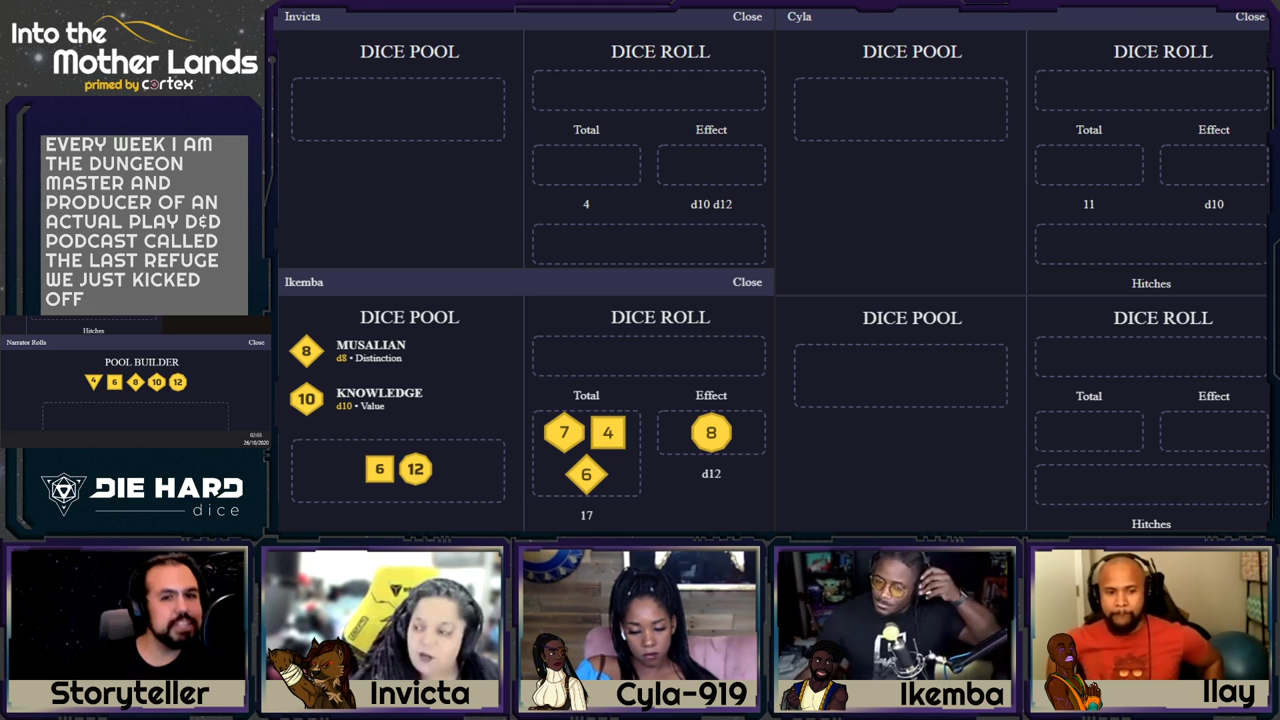 Into the
Mother Lands
primed by cortex
EVERY WEEK I AM
THE DUNGEON
MASTER AND
PRODUCER OF AN
ACTUAL PLAY D&D
PODCAST CALLED
THE LAST REFUGE
WE JUST KICKED
OFF
Hitches
Narrator Rolls Close
POOL BUILDER
4 6 8 10 12
02:05
26/10/2020
DIE HARD
dice
Invicta Close
DICE POOL DICE ROLL
Total Effect
4 d10 d12
Cyla Close
DICE POOL DICE ROLL
Total Effect
11 d10
Hitches
Ikemba Close
DICE POOL DICE ROLL
8 MUSALIAN
d8 • Distinction
10 KNOWLEDGE
d10 • Value
6 12
Total Effect
7 4 8
6
d12
17
DICE POOL DICE ROLL
Total Effect
Hitches
Storyteller
Invicta
Cyla-919
Ikemba
Ilay